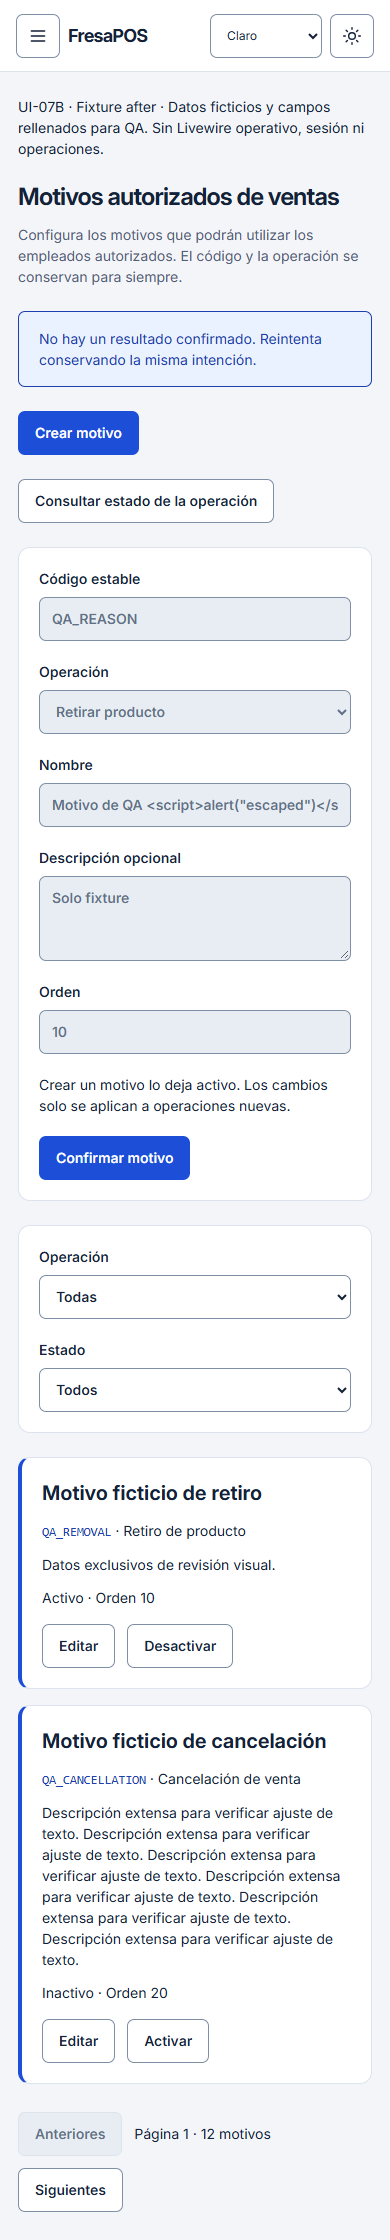 FresaPOS
Claro
UI-07B · Fixture after · Datos ficticios y campos
rellenados para QA. Sin Livewire operativo, sesión ni
operaciones.
Motivos autorizados de ventas
Configura los motivos que podrán utilizar los
empleados autorizados. El código y la operación se
conservan para siempre.
No hay un resultado confirmado. Reintenta
conservando la misma intención.
Crear motivo
Consultar estado de la operación
Código estable
QA_REASON
Operación
Retirar producto
Nombre
Motivo de QA <script>alert("escaped")</s
Descripción opcional
Solo fixture
Orden
10
Crear un motivo lo deja activo. Los cambios
solo se aplican a operaciones nuevas.
Confirmar motivo
Operación
Todas
Estado
Todos
Motivo ficticio de retiro
QA_REMOVAL · Retiro de producto
Datos exclusivos de revisión visual.
Activo · Orden 10
Editar
Desactivar
Motivo ficticio de cancelación
QA_CANCELLATION · Cancelación de venta
Descripción extensa para verificar ajuste de
texto. Descripción extensa para verificar
ajuste de texto. Descripción extensa para
verificar ajuste de texto. Descripción extensa
para verificar ajuste de texto. Descripción
extensa para verificar ajuste de texto.
Descripción extensa para verificar ajuste de
texto.
Inactivo · Orden 20
Editar
Activar
Anteriores
Página 1 · 12 motivos
Siguientes